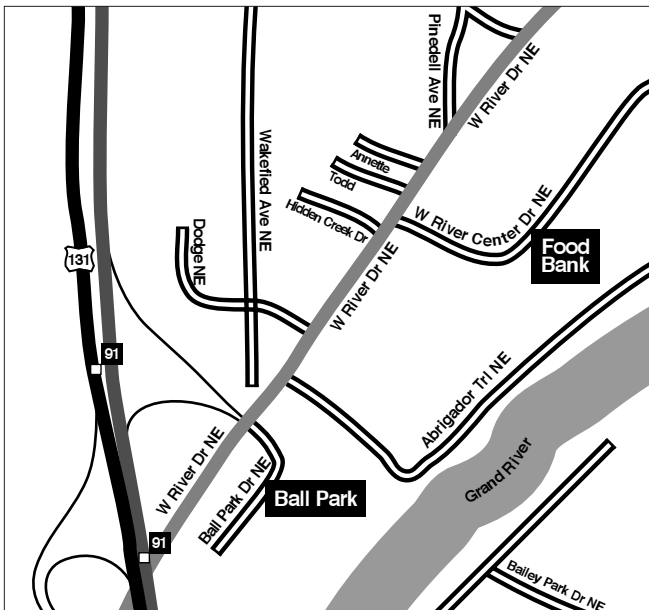 Pinedell Ave NE
W River Dr NE
Wakefied Ave NE
Annette
Todd
Hidden Creek Dr
W River Center Dr NE
Dodge NE
Food
Bank
131
W River Dr NE
91
Abrigador Trl NE
W River Dr NE
Grand River
Ball Park Dr NE
Ball Park
91
Bailey Park Dr NE